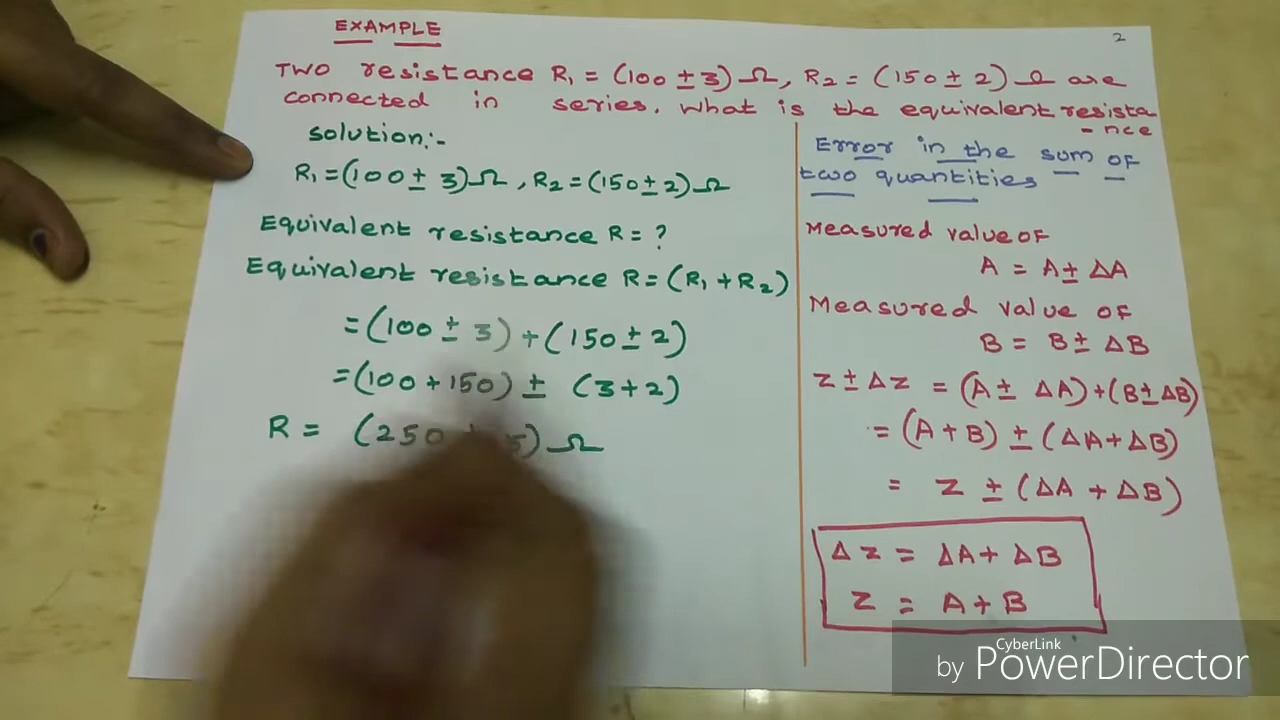 2
EXAMPLE
TWO resistance R₁ = (100 ± 3) Ω, R₂ = (150 ± 2) Ω are
connected in series. What is the equivalent resista
- nce
solution:-
R₁ = (100 ± 3) Ω, R₂ = (150 ± 2) Ω
Equivalent resistance R = ?
Equivalent resistance R = (R₁ + R₂)
= (100 ± 3) + (150 ± 2)
= (100 + 150) ± (3 + 2)
R = (250 ± 5) Ω
Error in the sum of
two quantities
Measured value of
A = A ± ΔA
Measured value of
B = B ± ΔB
Z ± ΔZ = (A ± ΔA) + (B ± ΔB)
= (A + B) ± (ΔA + ΔB)
= Z ± (ΔA + ΔB)
ΔZ = ΔA + ΔB
Z = A + B
CyberLink
by PowerDirector